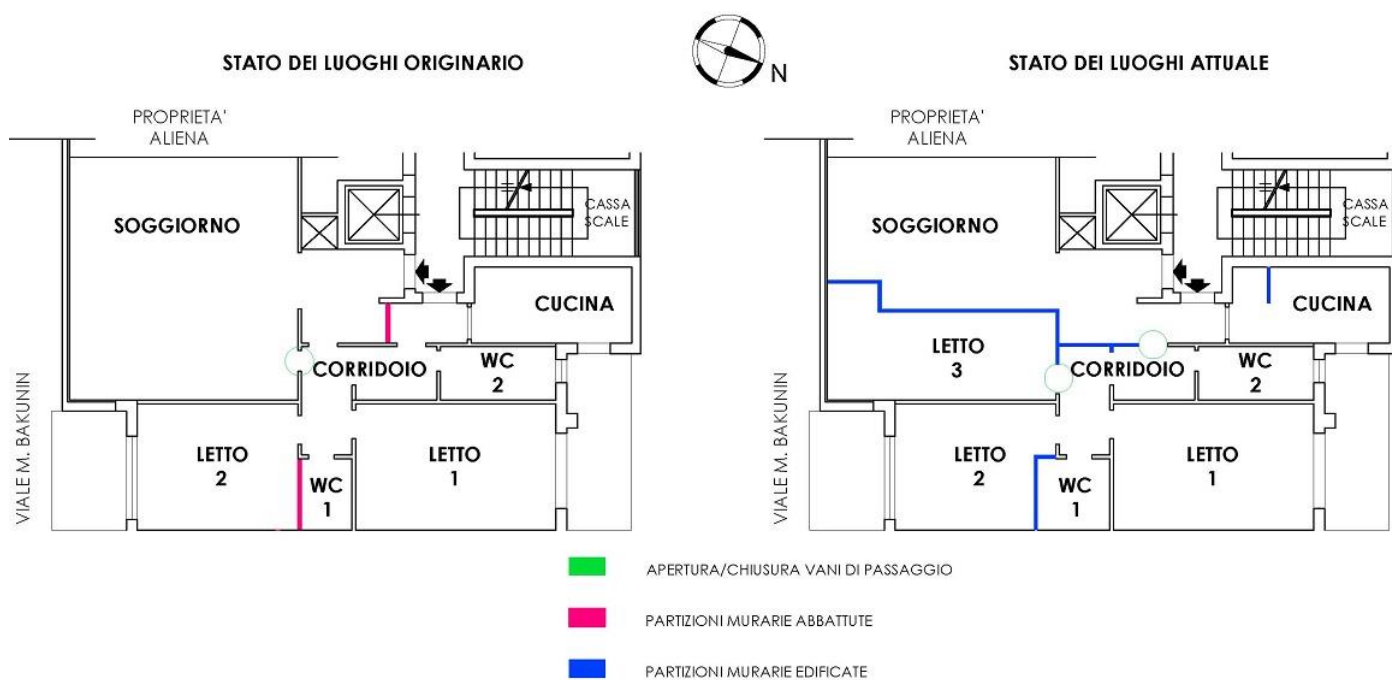 STATO DEI LUOGHI ORIGINARIO
N
STATO DEI LUOGHI ATTUALE
PROPRIETA'
ALIENA
SOGGIORNO
CASSA
SCALE
CUCINA
CORRIDOIO
WC
2
LETTO
2
WC
1
LETTO
1
VIALE M. BAKUNIN
PROPRIETA'
ALIENA
SOGGIORNO
CASSA
SCALE
CUCINA
LETTO
3
CORRIDOIO
WC
2
LETTO
2
WC
1
LETTO
1
VIALE M. BAKUNIN
APERTURA/CHIUSURA VANI DI PASSAGGIO
PARTIZIONI MURARIE ABBATTUTE
PARTIZIONI MURARIE EDIFICATE